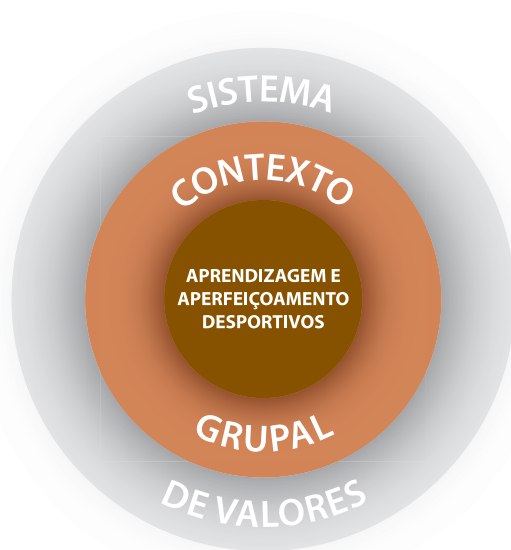 SISTEMA
CONTEXTO
APRENDIZAGEM E
APERFEIÇOAMENTO
DESPORTIVOS
GRUPAL
DE VALORES